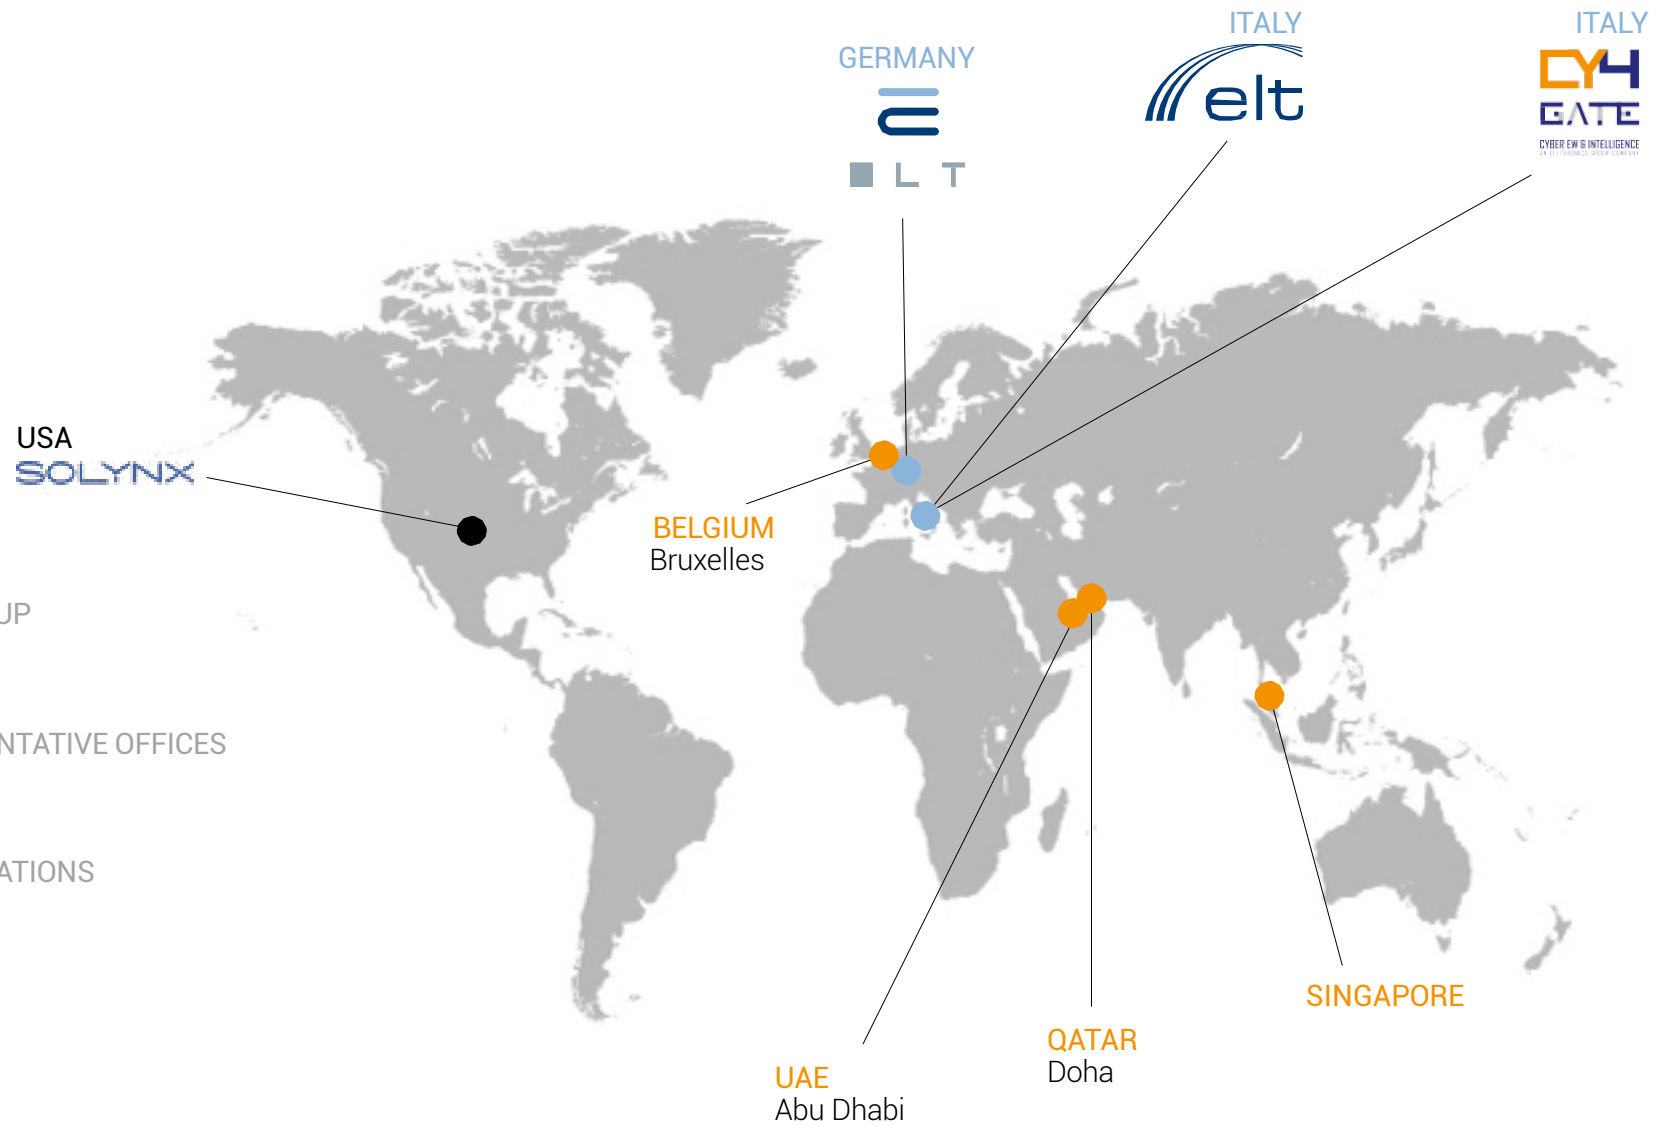 ITALY
ITALY
GERMANY
CY4
GATE
CYBER EW & INTELLIGENCE
elt
LT
USA
SOLYNX
BELGIUM
Bruxelles
UP
NTATIVE OFFICES
ATIONS
SINGAPORE
QATAR
Doha
UAE
Abu Dhabi